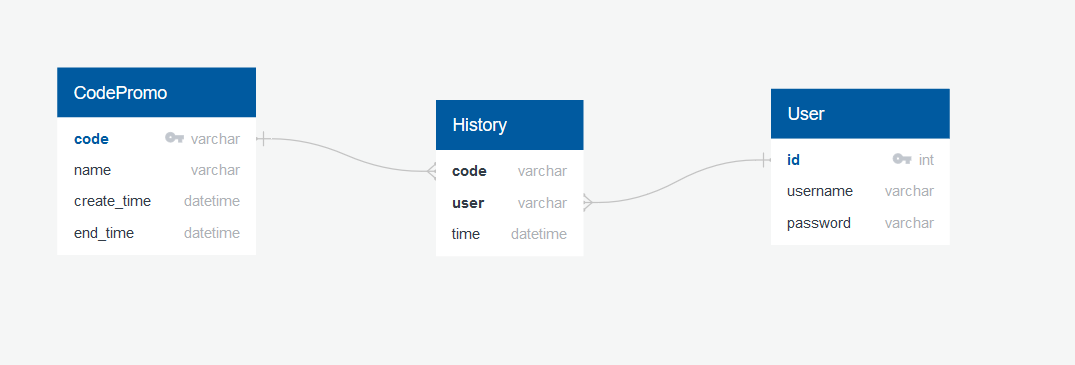 CodePromo
code varchar
name varchar
create_time datetime
end_time datetime
History
code varchar
user varchar
time datetime
User
id int
username varchar
password varchar